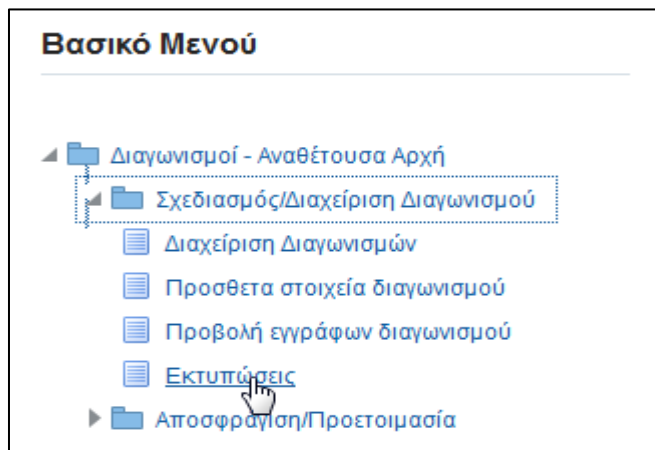 Βασικό Μενού
Διαγωνισμοί - Αναθέτουσα Αρχή
Σχεδιασμός/Διαχείριση Διαγωνισμού
Διαχείριση Διαγωνισμών
Προσθετα στοιχεία διαγωνισμού
Προβολή εγγράφων διαγωνισμού
Εκτυπώσεις
Αποσφράγιση/Προετοιμασία